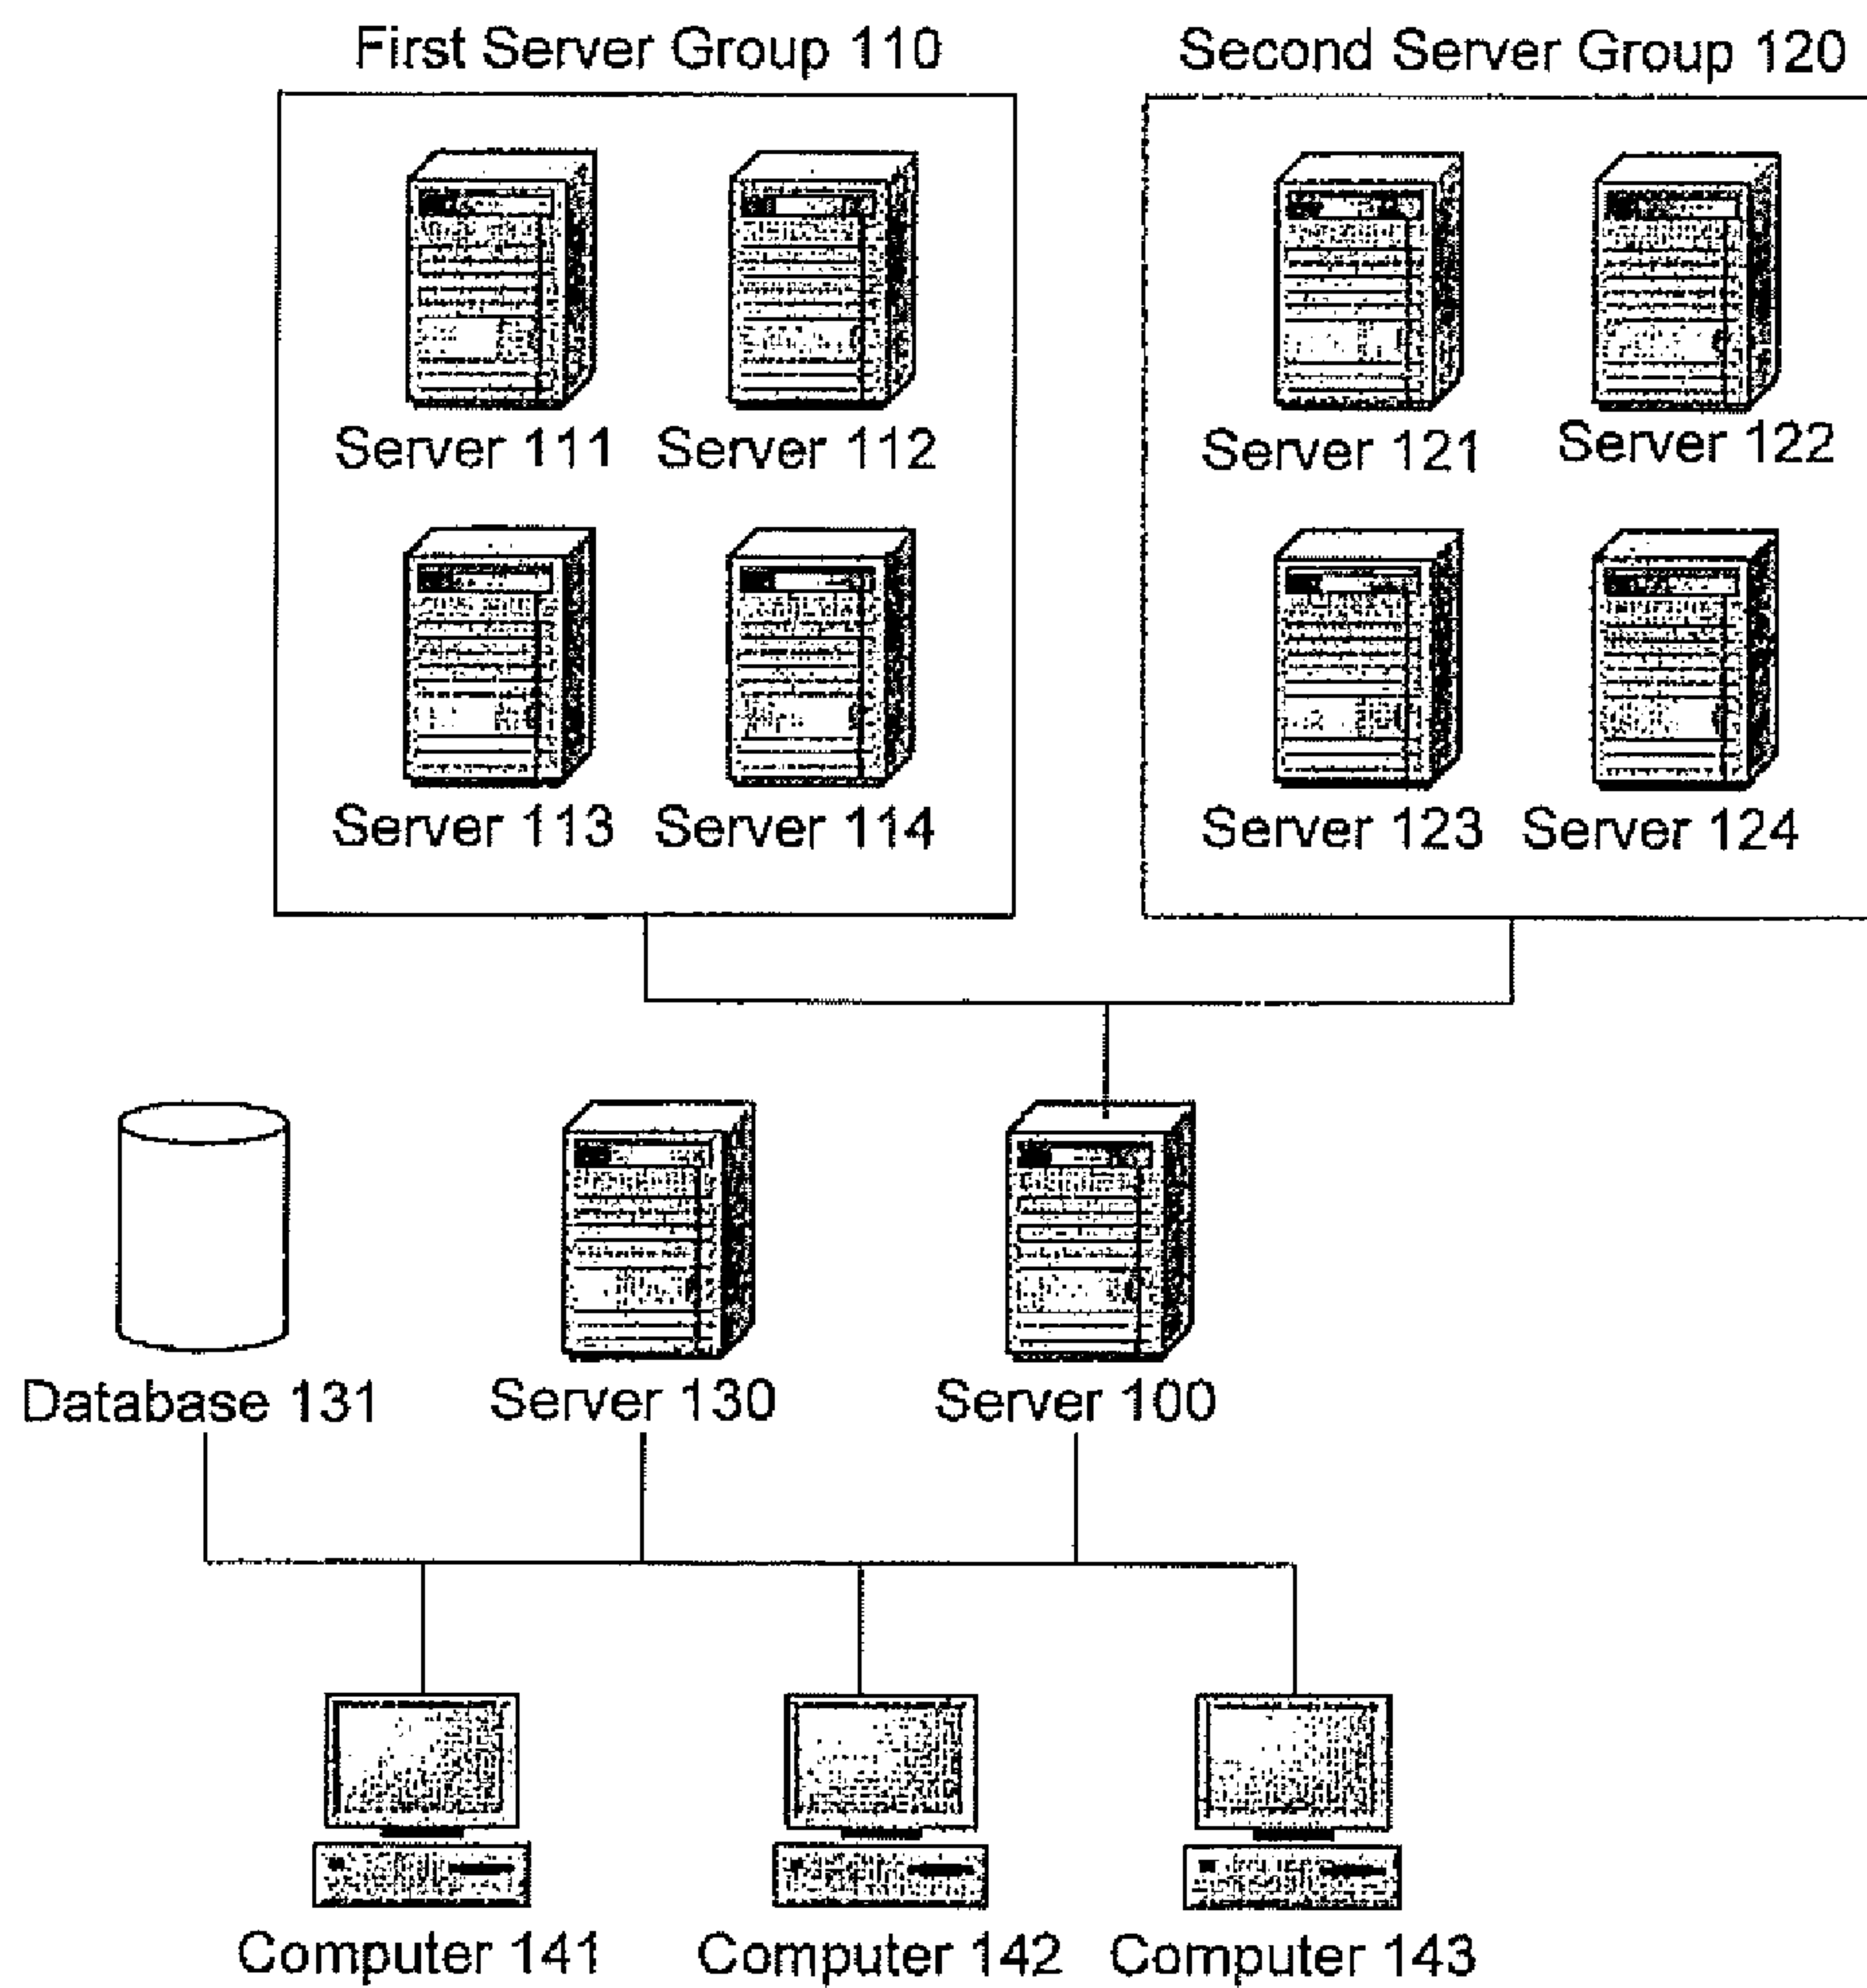 First Server Group 110
Second Server Group 120
Server 111
Server 112
Server 121
Server 122
Server 113
Server 114
Server 123
Server 124
Database 131
Server 130
Server 100
Computer 141
Computer 142
Computer 143